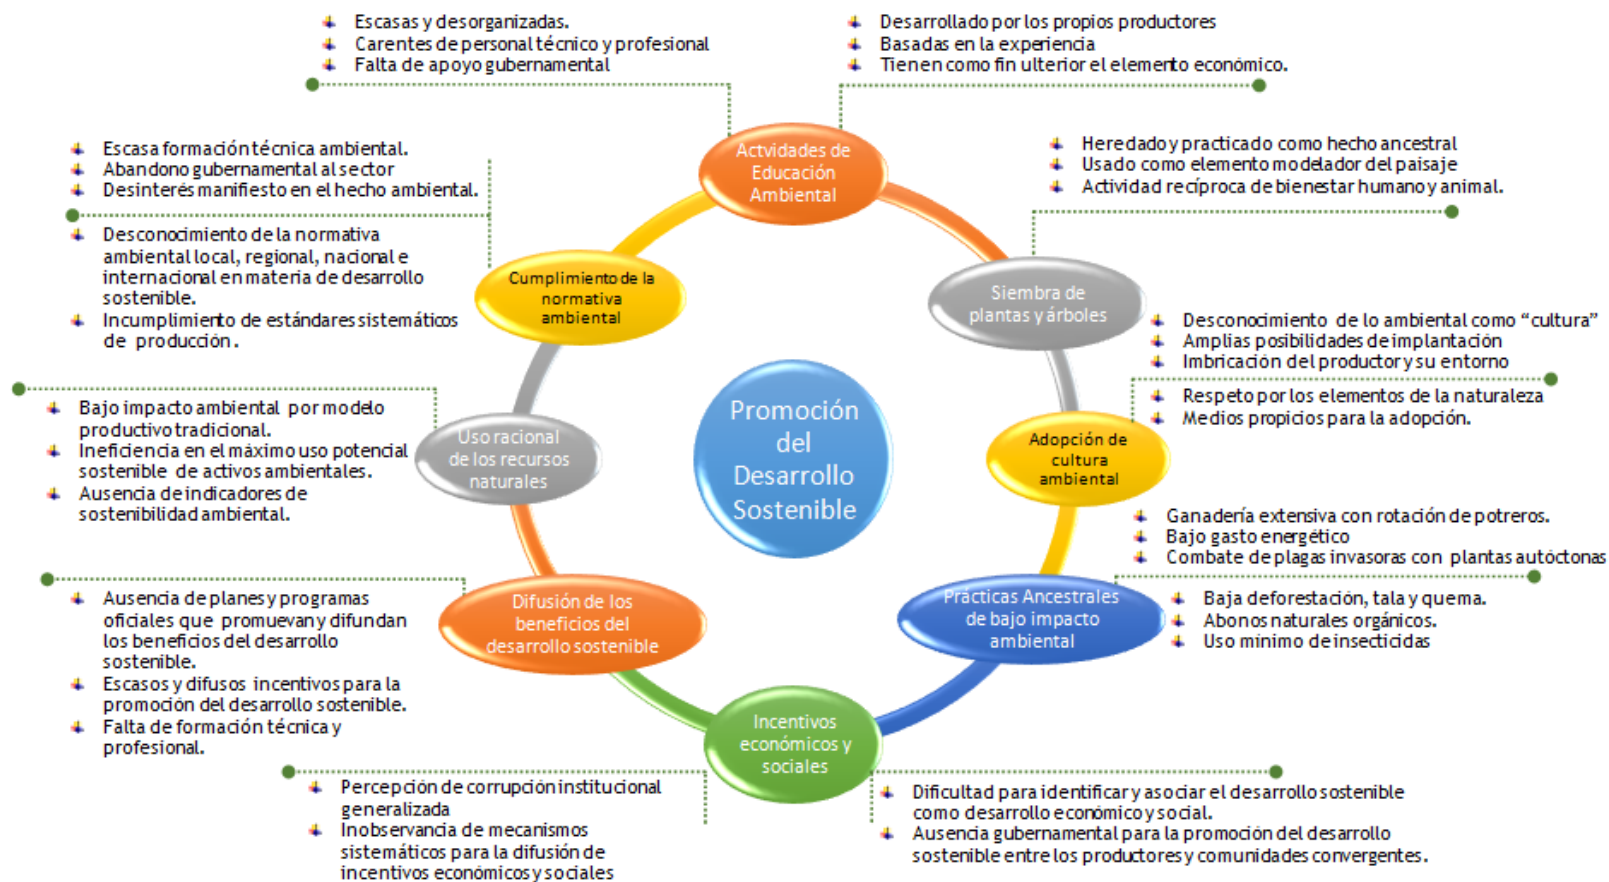 Escasas y desorganizadas.
Carentes de personal técnico y profesional
Falta de apoyo gubernamental
Desarrollado por los propios productores
Basadas en la experiencia
Tienen como fin ulterior el elemento económico.
Actvidades de
Educación
Ambiental
Heredado y practicado como hecho ancestral
Usado como elemento modelador del paisaje
Actividad recíproca de bienestar humano y animal.
Siembra de
plantas y árboles
Desconocimiento de lo ambiental como “cultura”
Amplias posibilidades de implantación
Imbricación del productor y su entorno
Respeto por los elementos de la naturaleza
Medios propicios para la adopción.
Adopción de
cultura
ambiental
Ganadería extensiva con rotación de potreros.
Bajo gasto energético
Combate de plagas invasoras con plantas autóctonas
Baja deforestación, tala y quema.
Abonos naturales orgánicos.
Uso mínimo de insecticidas
Prácticas Ancestrales
de bajo impacto
ambiental
Incentivos
económicos y
sociales
Dificultad para identificar y asociar el desarrollo sostenible
como desarrollo económico y social.
Ausencia gubernamental para la promoción del desarrollo
sostenible entre los productores y comunidades convergentes.
Percepción de corrupción institucional
generalizada
Inobservancia de mecanismos
sistemáticos para la difusión de
incentivos económicos y sociales
Difusión de los
beneficios del
desarrollo sostenible
Ausencia de planes y programas
oficiales que promuevan y difundan
los beneficios del desarrollo
sostenible.
Escasos y difusos incentivos para la
promoción del desarrollo sostenible.
Falta de formación técnica y
profesional.
Uso racional
de los recursos
naturales
Bajo impacto ambiental por modelo
productivo tradicional.
Ineficiencia en el máximo uso potencial
sostenible de activos ambientales.
Ausencia de indicadores de
sostenibilidad ambiental.
Cumplimiento de la
normativa
ambiental
Escasa formación técnica ambiental.
Abandono gubernamental al sector
Desinterés manifiesto en el hecho ambiental.
Desconocimiento de la normativa
ambiental local, regional, nacional e
internacional en materia de desarrollo
sostenible.
Incumplimiento de estándares sistemáticos
de producción.
Promoción
del
Desarrollo
Sostenible